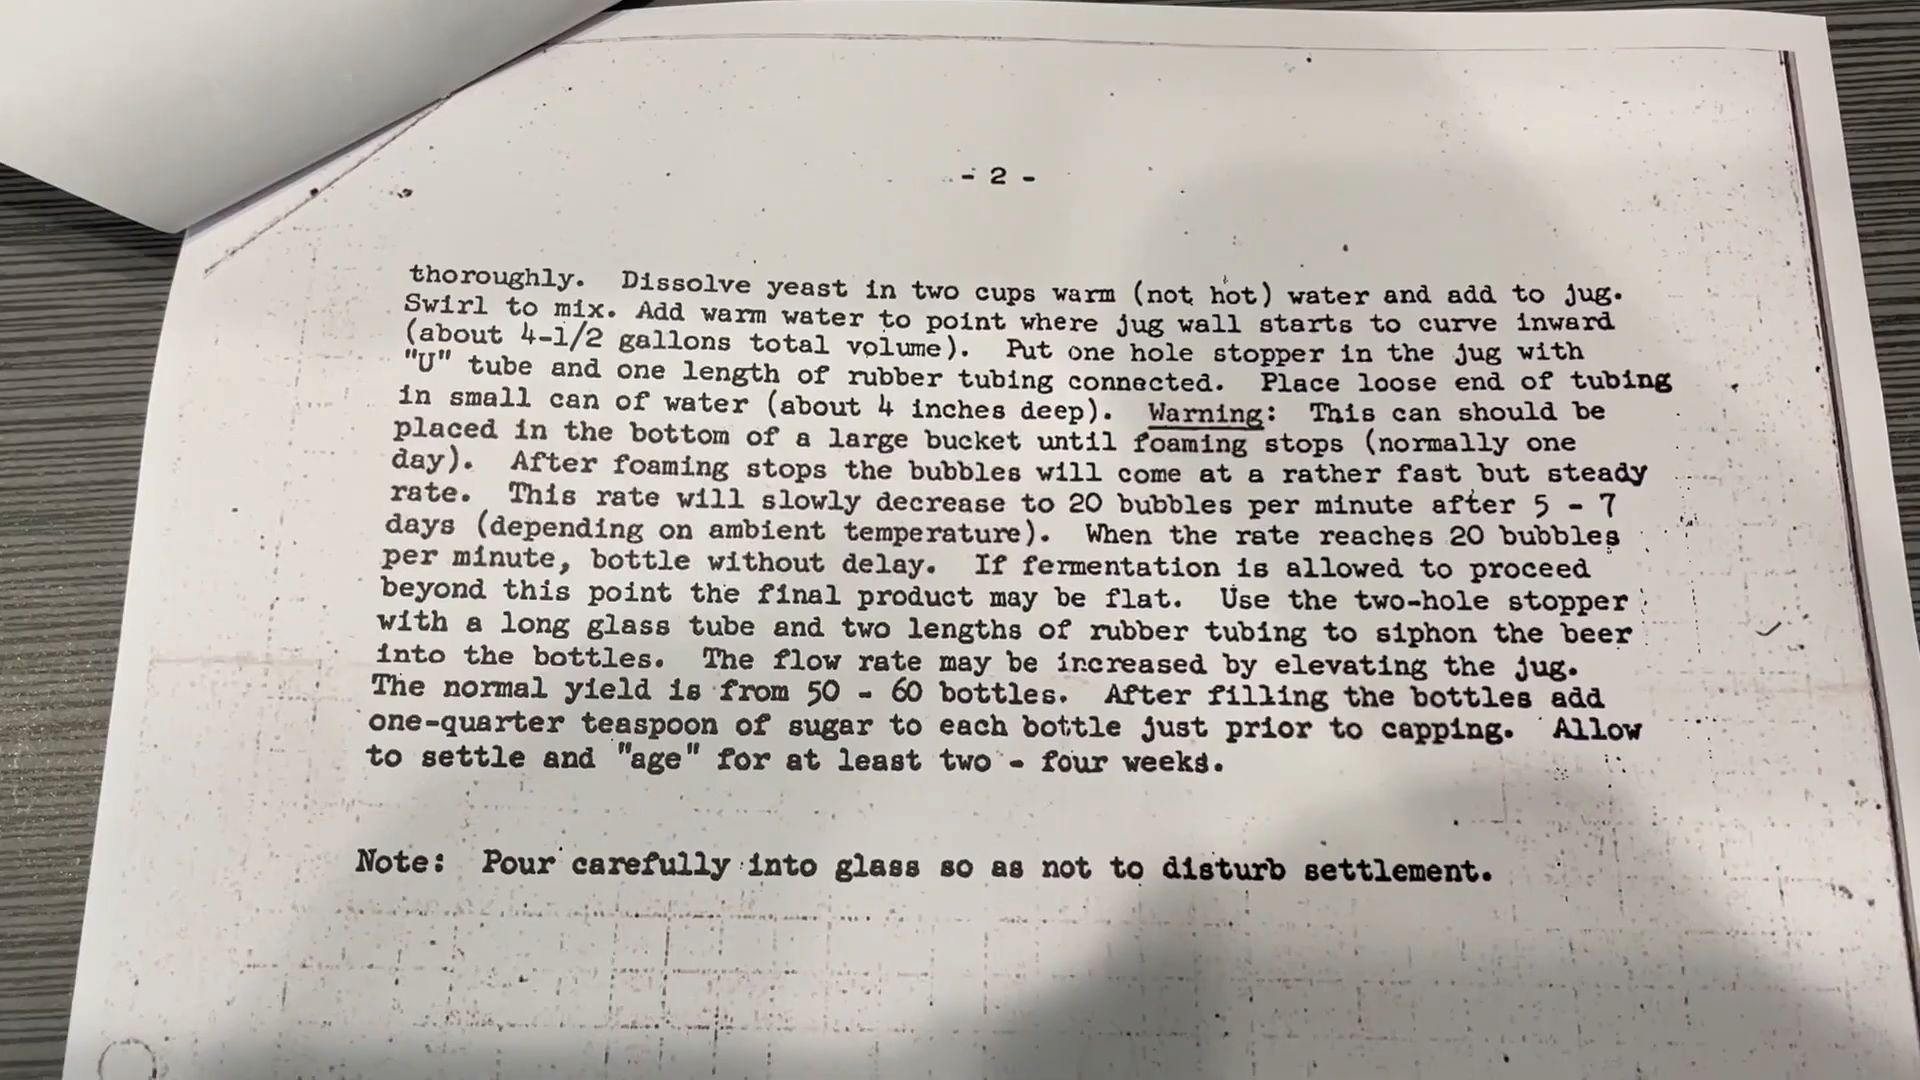 - 2 -
thoroughly. Dissolve yeast in two cups warm (not hot) water and add to jug.
Swirl to mix. Add warm water to point where jug wall starts to curve inward
(about 4-1/2 gallons total volume). Put one hole stopper in the jug with
"U" tube and one length of rubber tubing connected. Place loose end of tubing
in small can of water (about 4 inches deep). Warning: This can should be
placed in the bottom of a large bucket until foaming stops (normally one
day). After foaming stops the bubbles will come at a rather fast but steady
rate. This rate will slowly decrease to 20 bubbles per minute after 5 - 7
days (depending on ambient temperature). When the rate reaches 20 bubbles
per minute, bottle without delay. If fermentation is allowed to proceed
beyond this point the final product may be flat. Use the two-hole stopper
with a long glass tube and two lengths of rubber tubing to siphon the beer
into the bottles. The flow rate may be increased by elevating the jug.
The normal yield is from 50 - 60 bottles. After filling the bottles add
one-quarter teaspoon of sugar to each bottle just prior to capping. Allow
to settle and "age" for at least two - four weeks.
Note: Pour carefully into glass so as not to disturb settlement.